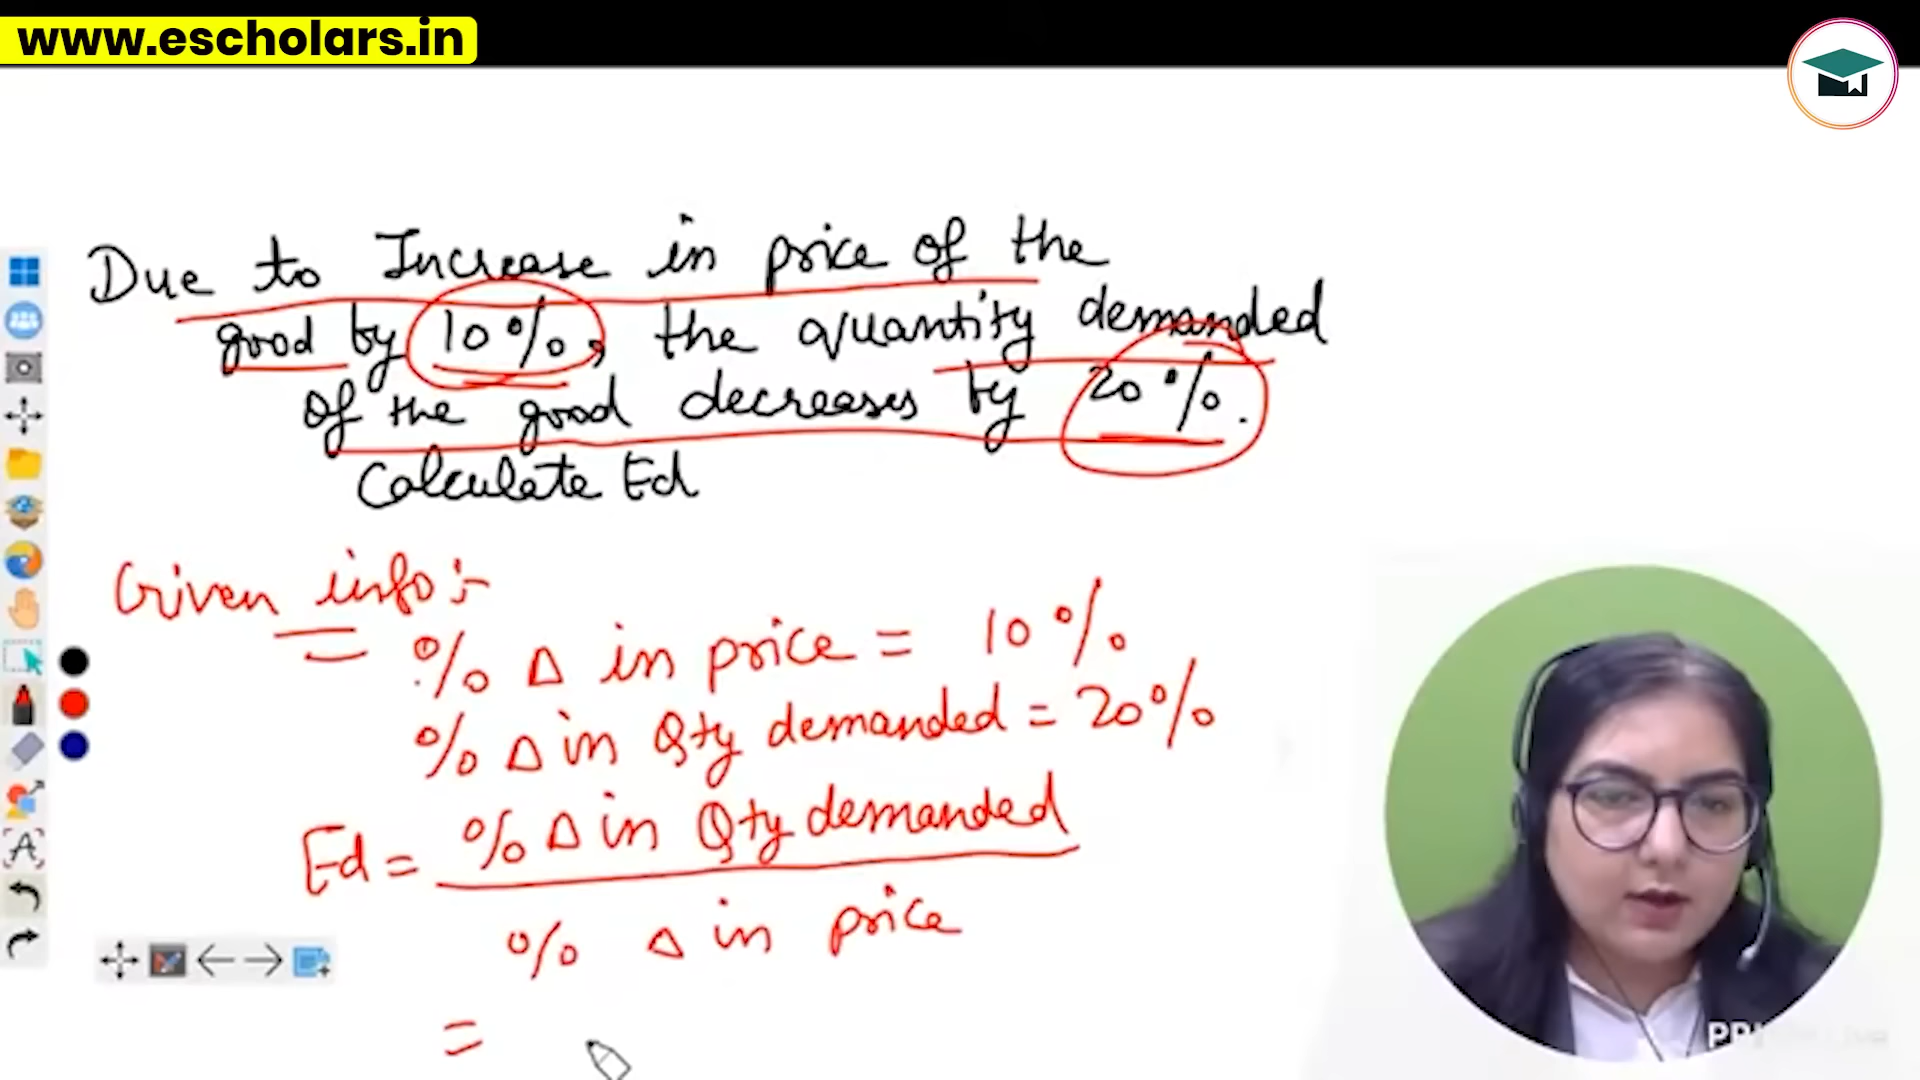 www.escholars.in
Due to Increase in price of the
good by 10%, the quantity demanded
of the good decreases by 20%.
Calculate Ed
Given info:-
% Δ in price = 10%
% Δ in Qty demanded = 20%
Ed = % Δ in Qty demanded
% Δ in price
=